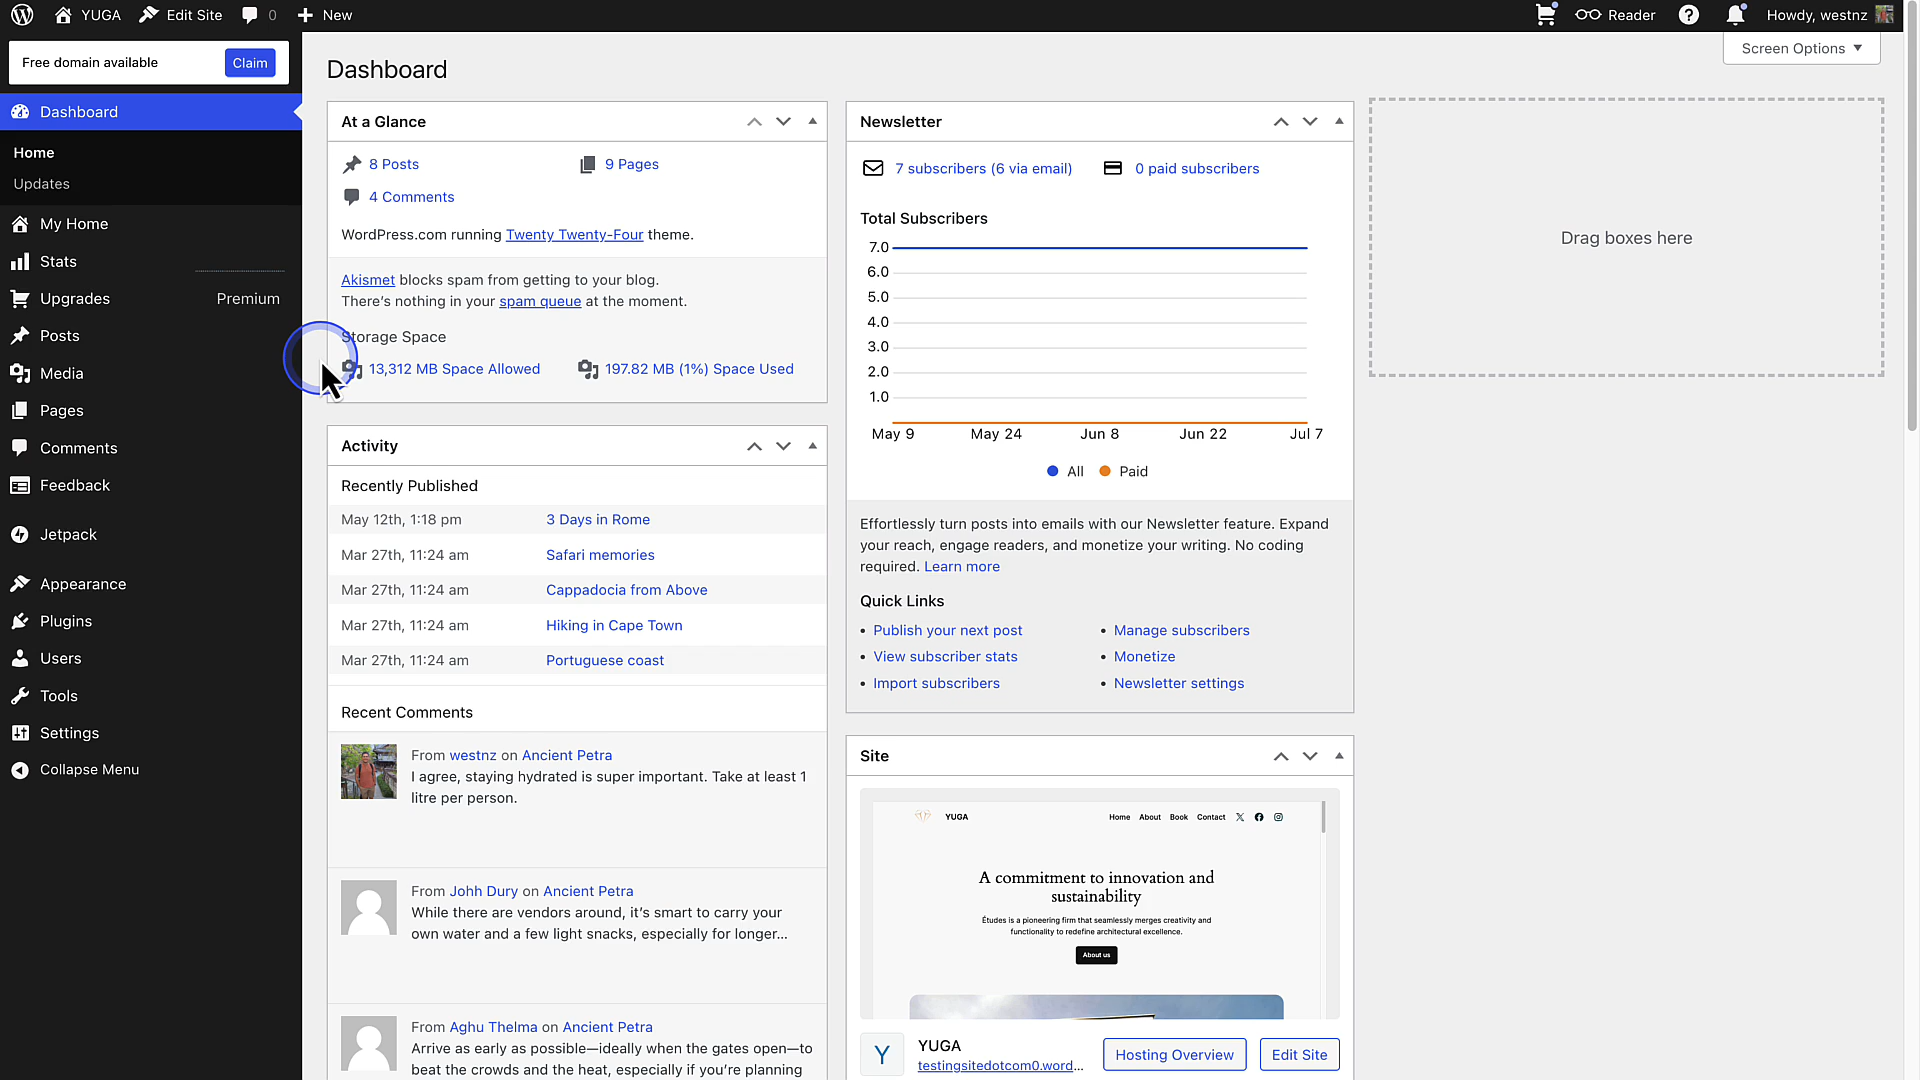 YUGA
Edit Site
0
New
Reader
Howdy, westnz
Free domain available
Claim
Screen Options
Dashboard
Home
Updates
My Home
Stats
Upgrades
Premium
Posts
Media
Pages
Comments
Feedback
Jetpack
Appearance
Plugins
Users
Tools
Settings
Collapse Menu
Dashboard
At a Glance
8 Posts
9 Pages
4 Comments
WordPress.com running Twenty Twenty-Four theme.
Akismet blocks spam from getting to your blog.
There's nothing in your spam queue at the moment.
Storage Space
13,312 MB Space Allowed
197.82 MB (1%) Space Used
Activity
Recently Published
May 12th, 1:18 pm
3 Days in Rome
Mar 27th, 11:24 am
Safari memories
Mar 27th, 11:24 am
Cappadocia from Above
Mar 27th, 11:24 am
Hiking in Cape Town
Mar 27th, 11:24 am
Portuguese coast
Recent Comments
From westnz on Ancient Petra
I agree, staying hydrated is super important. Take at least 1
litre per person.
From Johh Dury on Ancient Petra
While there are vendors around, it's smart to carry your
own water and a few light snacks, especially for longer...
From Aghu Thelma on Ancient Petra
Arrive as early as possible—ideally when the gates open—to
beat the crowds and the heat, especially if you're planning
Newsletter
7 subscribers (6 via email)
0 paid subscribers
Total Subscribers
7.0
6.0
5.0
4.0
3.0
2.0
1.0
May 9
May 24
Jun 8
Jun 22
Jul 7
All
Paid
Effortlessly turn posts into emails with our Newsletter feature. Expand
your reach, engage readers, and monetize your writing. No coding
required. Learn more
Quick Links
• Publish your next post
• View subscriber stats
• Import subscribers
• Manage subscribers
• Monetize
• Newsletter settings
Site
YUGA
Home
About
Book
Contact
A commitment to innovation and
sustainability
Études is a pioneering firm that seamlessly merges creativity and
functionality to redefine architectural excellence.
About us
Y
YUGA
testingsitedotcom0.word...
Hosting Overview
Edit Site
Drag boxes here